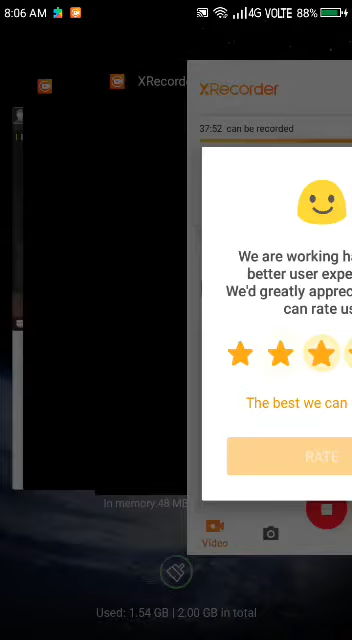 8:06 AM 4G VOLTE 88%
XRecorder
XRecorder
37:52 can be recorded
We are working ha
better user expe
We'd greatly apprec
can rate us
The best we can
RATE
In memory:48 MB
Video
Used: 1.54 GB | 2.00 GB in total